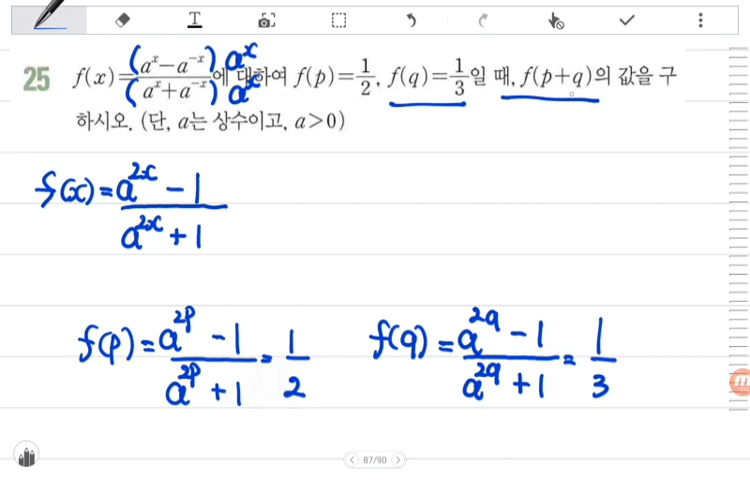 25 f(x)=(a^x-a^{-x})a^x/(a^x+a^{-x})a^x에 대하여 f(p)=1/2, f(q)=1/3일 때, f(p+q)의 값을 구
하시오. (단, a는 상수이고, a>0)
f(x)=a^{2x}-1/a^{2x}+1
f(p)=a^{2p}-1/a^{2p}+1=1/2 f(q)=a^{2q}-1/a^{2q}+1=1/3
87/90